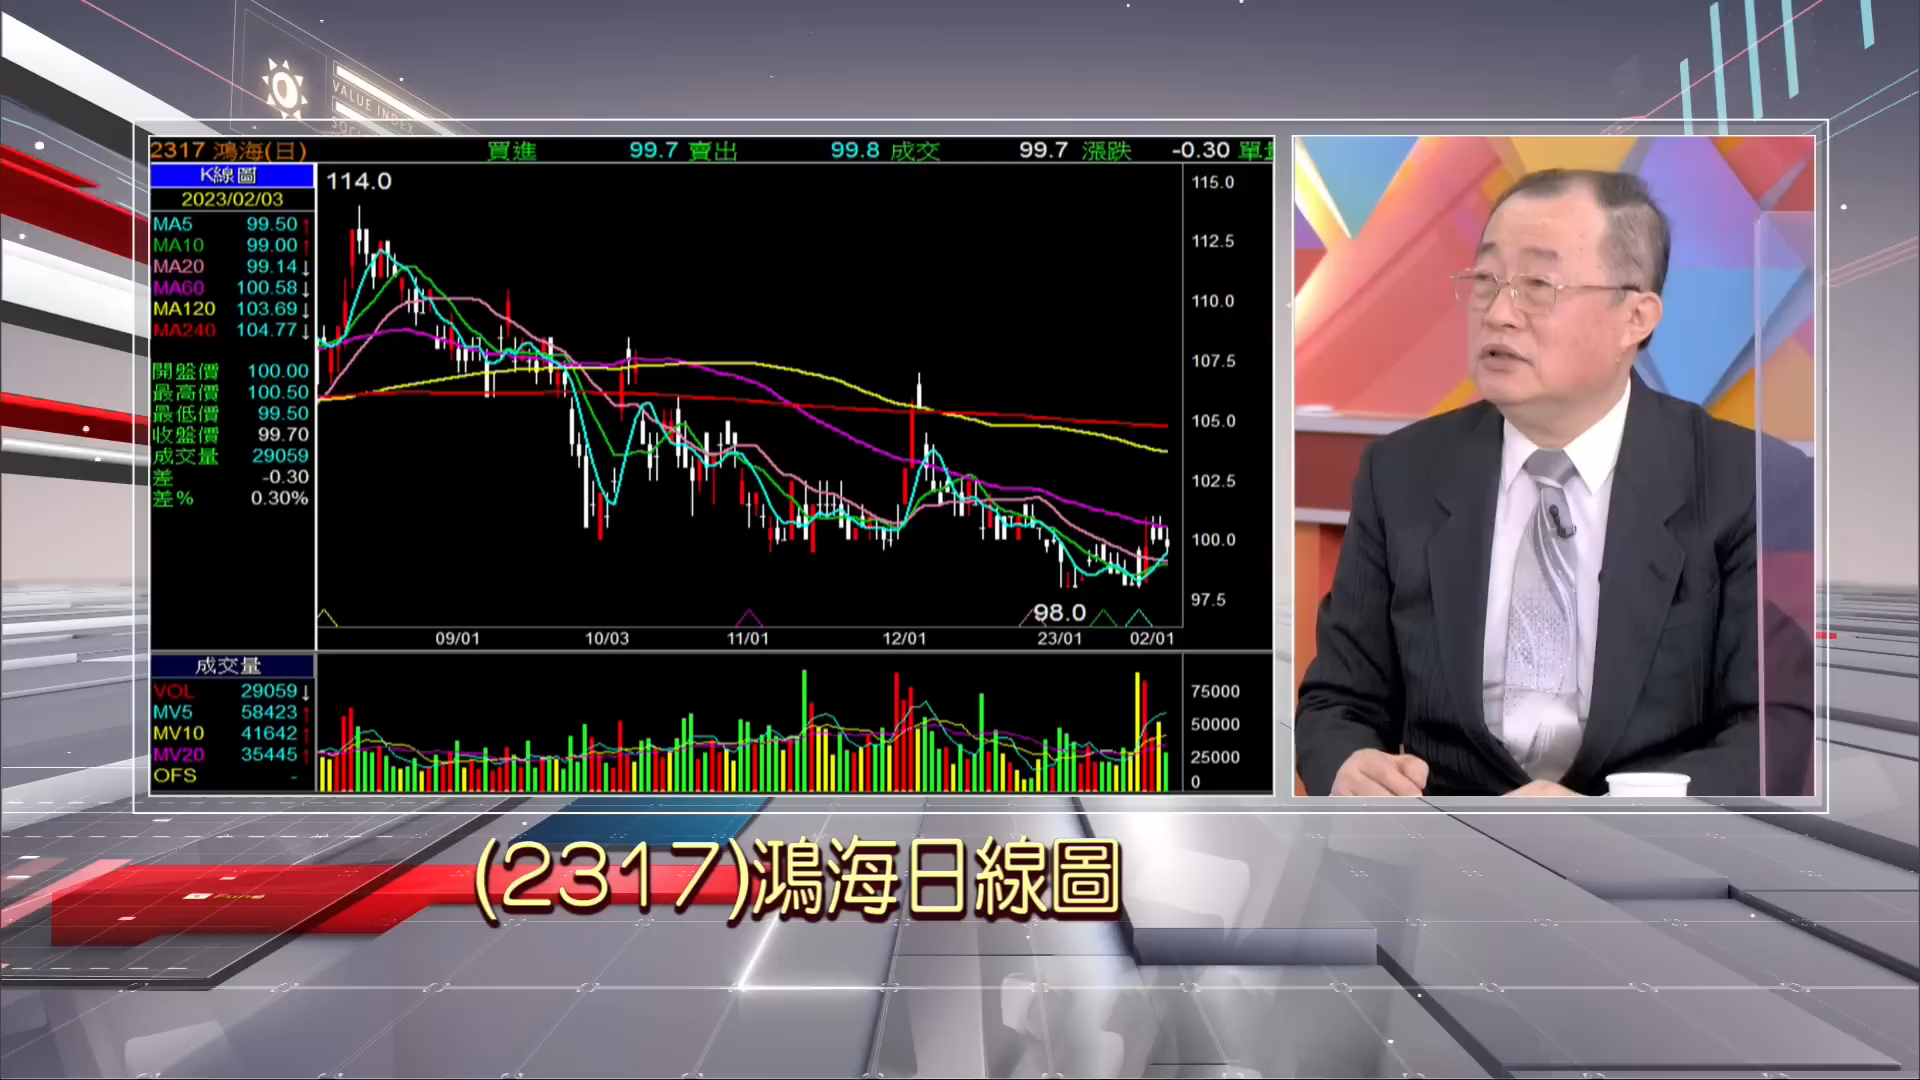 VALUE INDEX
2317 鴻海(日) 買進 99.7 賣出 99.8 成交 99.7 漲跌 -0.30 單量
K線圖
2023/02/03
MA5 99.50↑
MA10 99.00↑
MA20 99.14↓
MA60 100.58↓
MA120 103.69↓
MA240 104.77↓
開盤價 100.00
最高價 100.50
最低價 99.50
收盤價 99.70
成交量 29059
差 -0.30
差% 0.30%
114.0
98.0
115.0
112.5
110.0
107.5
105.0
102.5
100.0
97.5
09/01 10/03 11/01 12/01 23/01 02/01
成交量
VOL 29059↓
MV5 58423↑
MV10 41642↑
MV20 35445↑
OFS -
75000
50000
25000
0
(2317)鴻海日線圖